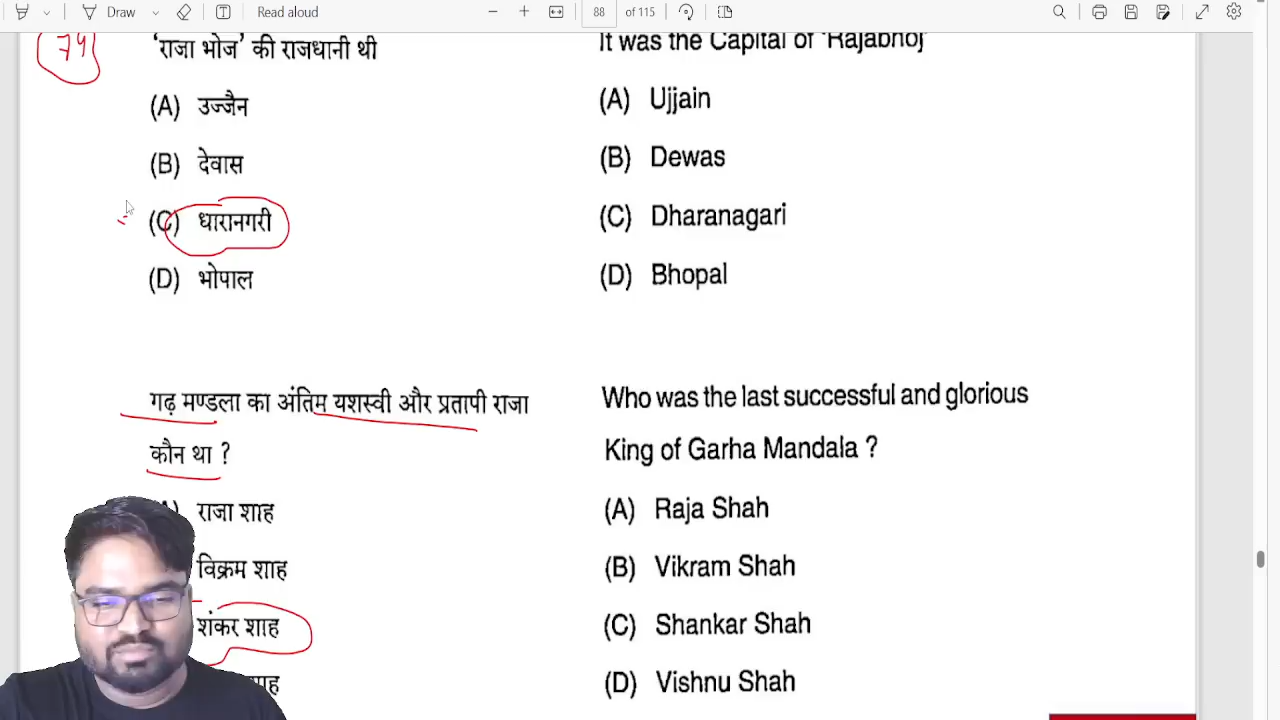 Draw
Read aloud
88
of 115
74
'राजा भोज' की राजधानी थी
(A) उज्जैन
(B) देवास
(C) धारानगरी
(D) भोपाल
It was the Capital of 'Rajabhoj'
(A) Ujjain
(B) Dewas
(C) Dharanagari
(D) Bhopal
गढ़ मण्डला का अंतिम यशस्वी और प्रतापी राजा
कौन था ?
राजा शाह
विक्रम शाह
शंकर शाह
शाह
Who was the last successful and glorious
King of Garha Mandala ?
(A) Raja Shah
(B) Vikram Shah
(C) Shankar Shah
(D) Vishnu Shah